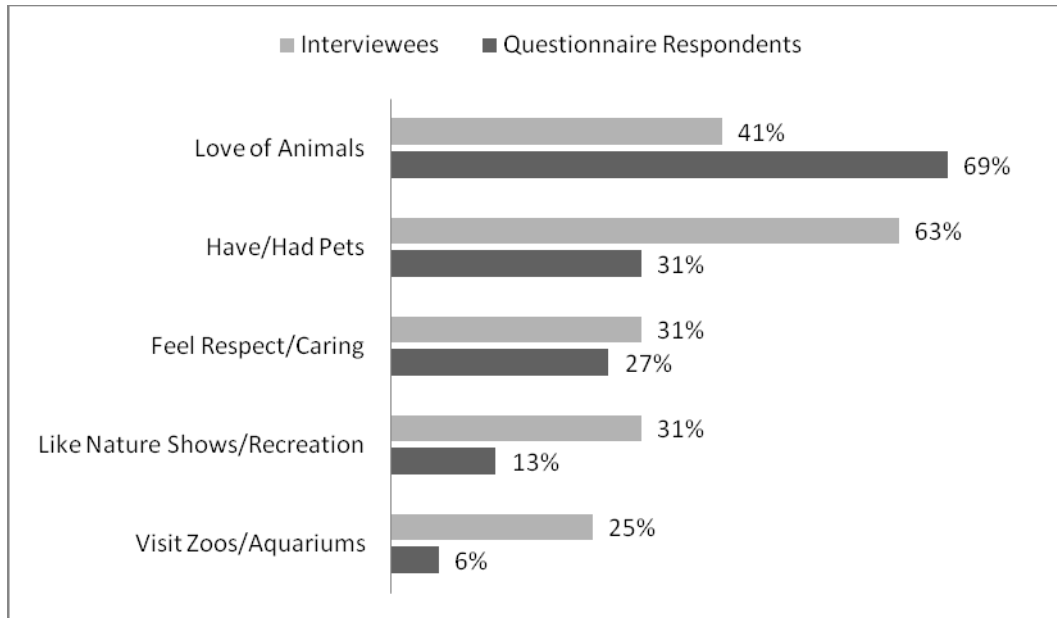 Interviewees Questionnaire Respondents
Love of Animals
41%
69%
Have/Had Pets
63%
31%
Feel Respect/Caring
31%
27%
Like Nature Shows/Recreation
31%
13%
Visit Zoos/Aquariums
25%
6%